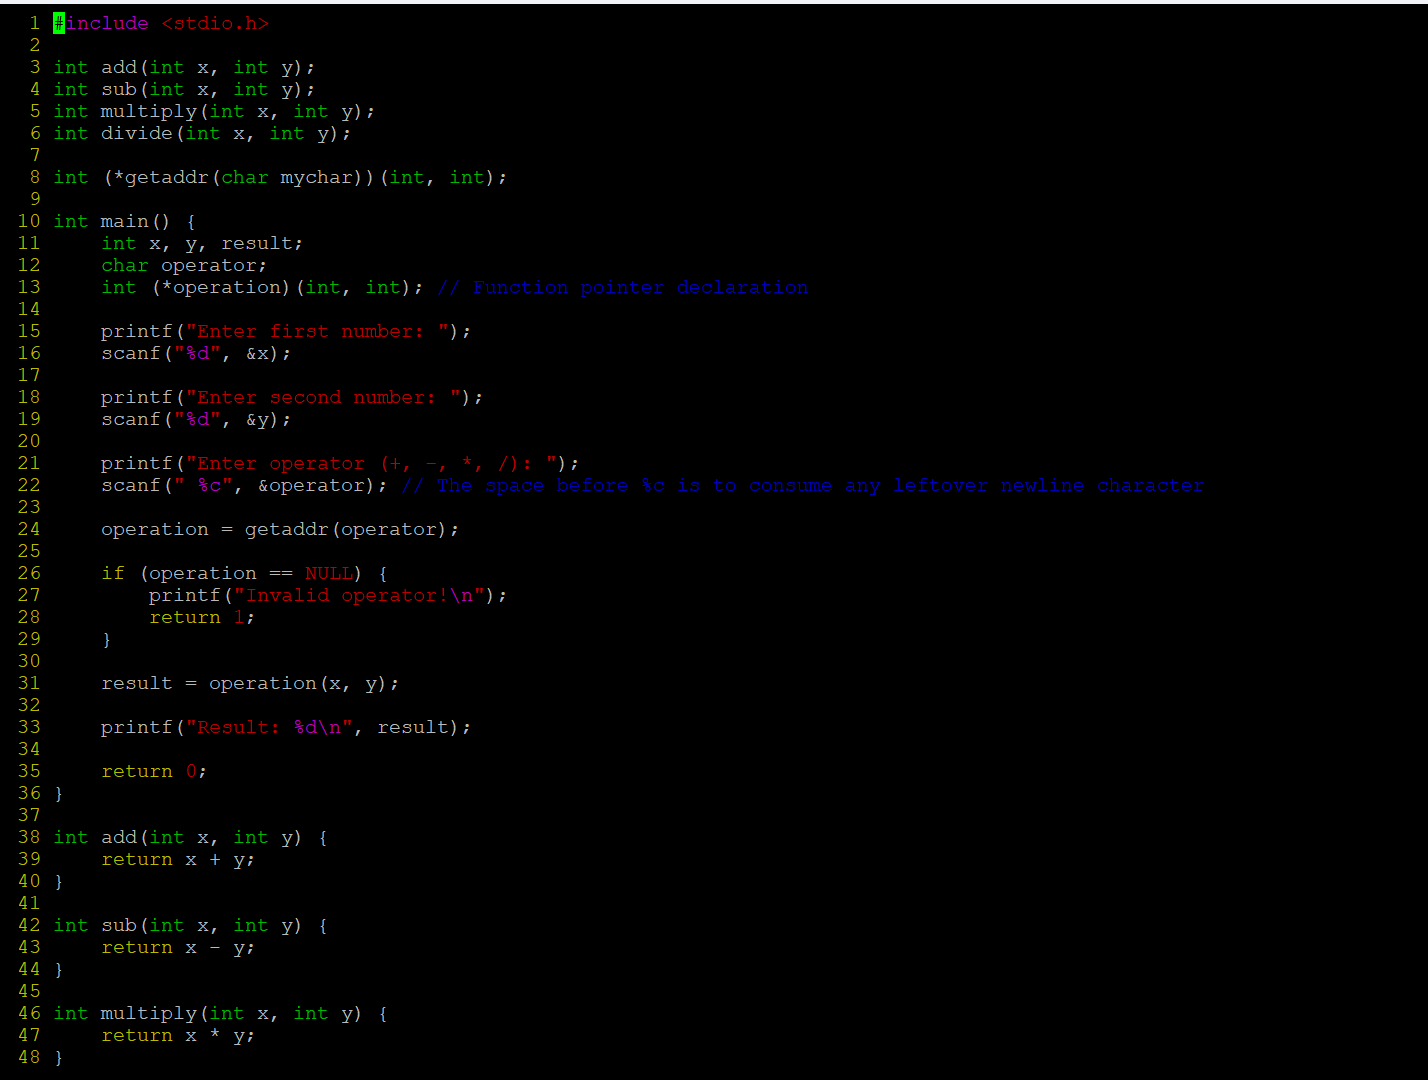 1 #include <stdio.h>
2
3 int add(int x, int y);
4 int sub(int x, int y);
5 int multiply(int x, int y);
6 int divide(int x, int y);
7
8 int (*getaddr(char mychar))(int, int);
9
10 int main() {
11     int x, y, result;
12     char operator;
13     int (*operation)(int, int); // Function pointer declaration
14
15     printf("Enter first number: ");
16     scanf("%d", &x);
17
18     printf("Enter second number: ");
19     scanf("%d", &y);
20
21     printf("Enter operator (+, -, *, /): ");
22     scanf(" %c", &operator); // The space before %c is to consume any leftover newline character
23
24     operation = getaddr(operator);
25
26     if (operation == NULL) {
27         printf("Invalid operator!\n");
28         return 1;
29     }
30
31     result = operation(x, y);
32
33     printf("Result: %d\n", result);
34
35     return 0;
36 }
37
38 int add(int x, int y) {
39     return x + y;
40 }
41
42 int sub(int x, int y) {
43     return x - y;
44 }
45
46 int multiply(int x, int y) {
47     return x * y;
48 }